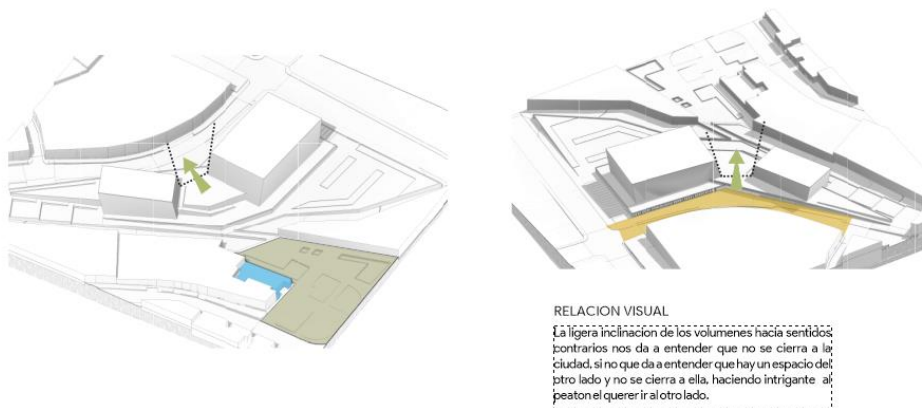 RELACION VISUAL
La ligera inclinacion de los volumenes hacia sentidos
contrarios nos da a entender que no se cierra a la
ciudad, si no que da a entender que hay un espacio del
otro lado y no se cierra a ella, haciendo intrigante al
peaton el querer ir al otro lado.